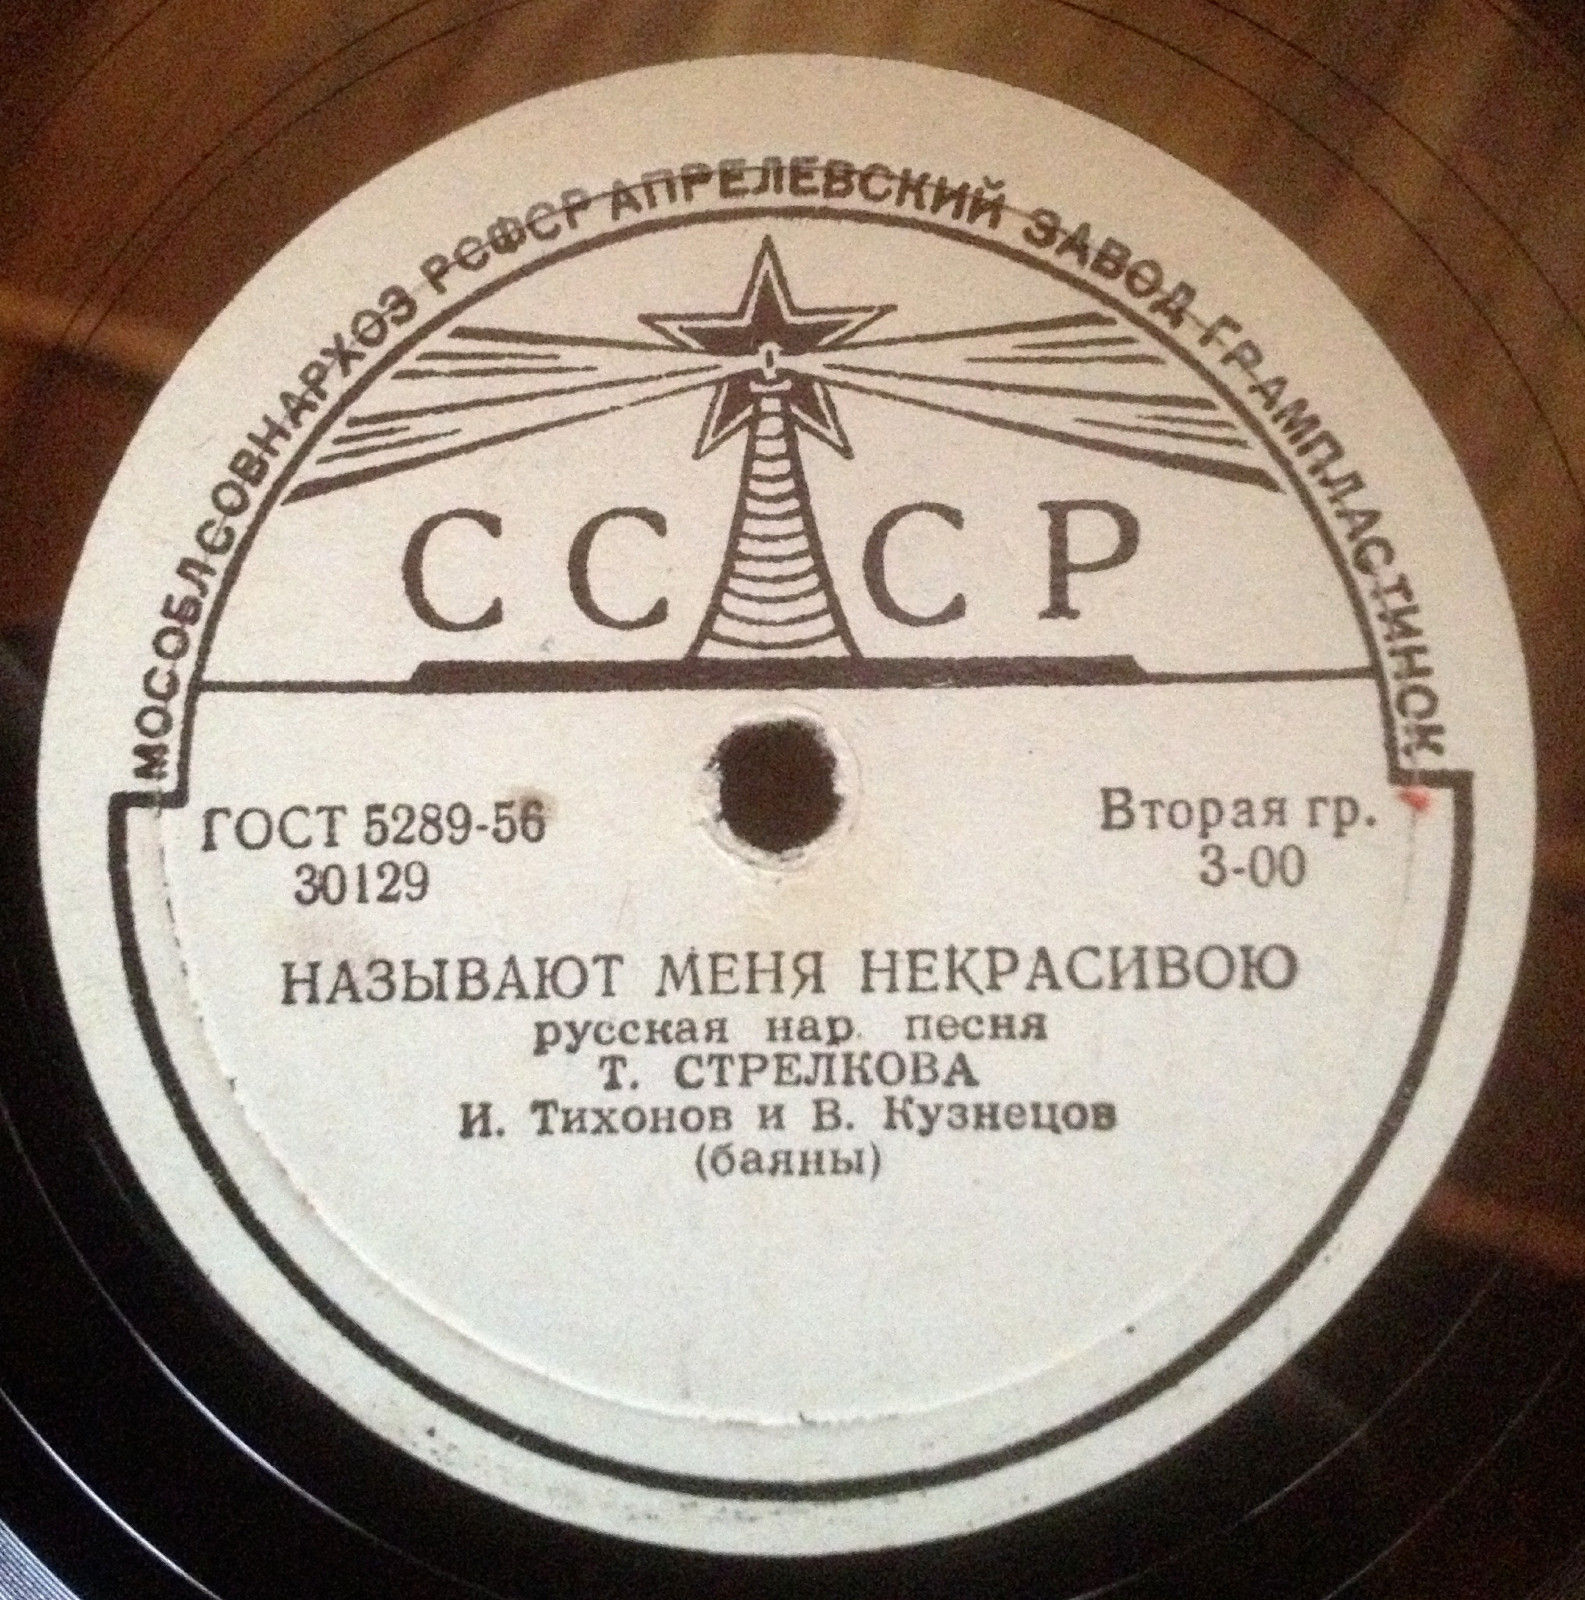 МОСОБЛСОВНАРХОЗ РСФСР АПРЕЛЕВСКИЙ ЗАВОД ГРАМПЛАСТИНОК
СССР
ГОСТ 5289-56
30129
Вторая гр.
3-00
НАЗЫВАЮТ МЕНЯ НЕКРАСИВОЮ
русская нар. песня
Т. СТРЕЛКОВА
И. Тихонов и В. Кузнецов
(баяны)